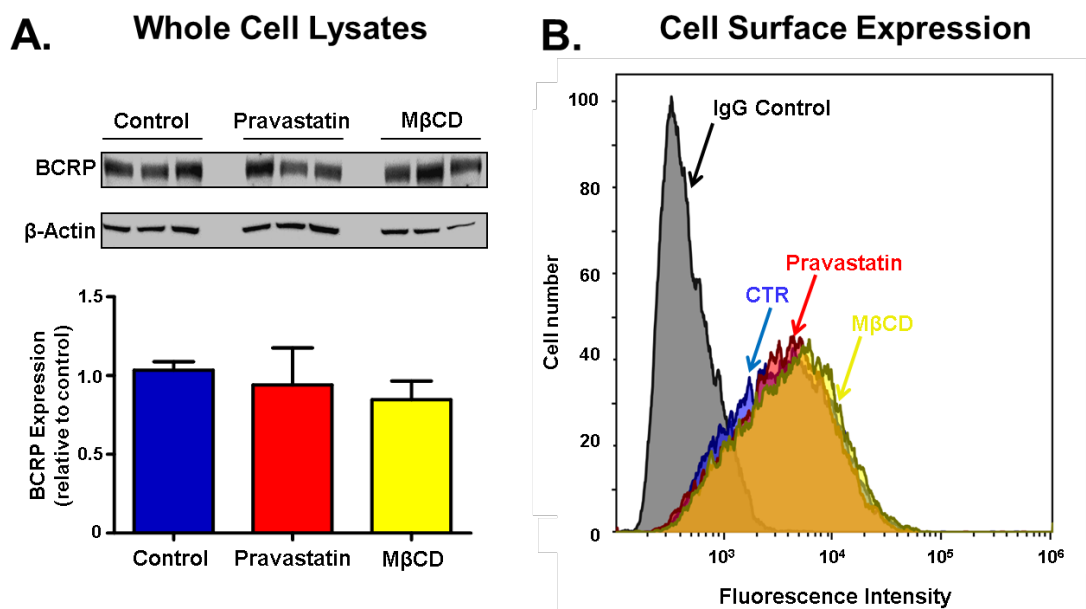 A. Whole Cell Lysates
Control Pravastatin MβCD
BCRP
β-Actin
BCRP Expression
(relative to control)
1.5
1.0
0.5
0
Control Pravastatin MβCD
B. Cell Surface Expression
Cell number
100
80
60
40
20
0
IgG Control
Pravastatin
CTR
MβCD
10³ 10⁴ 10⁵ 10⁶
Fluorescence Intensity